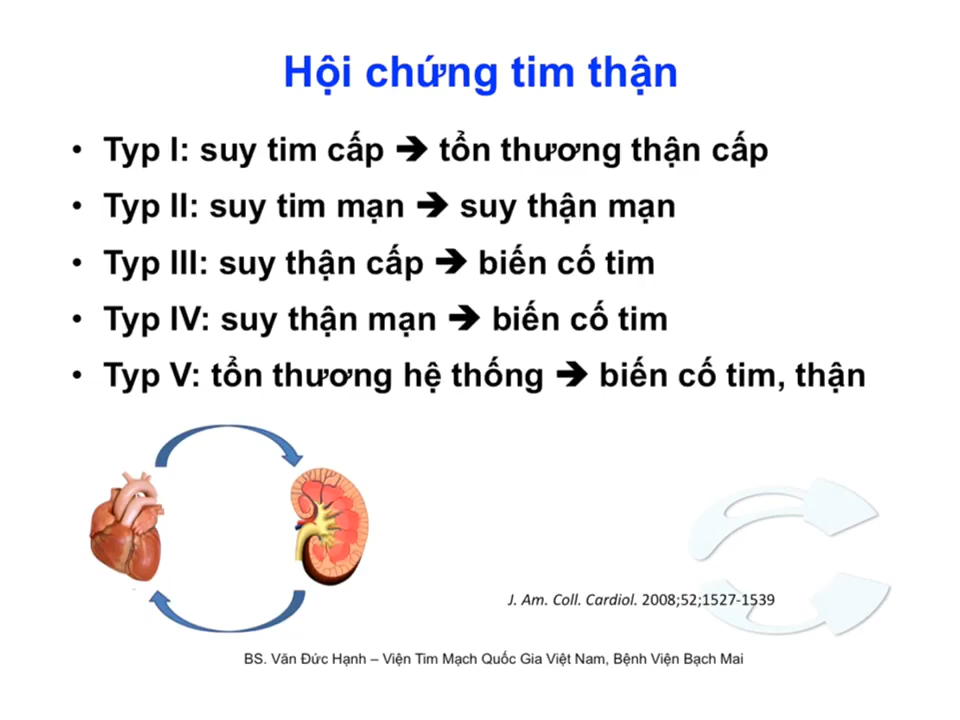 Hội chứng tim thận
• Typ I: suy tim cấp ➔ tổn thương thận cấp
• Typ II: suy tim mạn ➔ suy thận mạn
• Typ III: suy thận cấp ➔ biến cố tim
• Typ IV: suy thận mạn ➔ biến cố tim
• Typ V: tổn thương hệ thống ➔ biến cố tim, thận
J. Am. Coll. Cardiol. 2008;52;1527-1539
BS. Văn Đức Hạnh – Viện Tim Mạch Quốc Gia Việt Nam, Bệnh Viện Bạch Mai